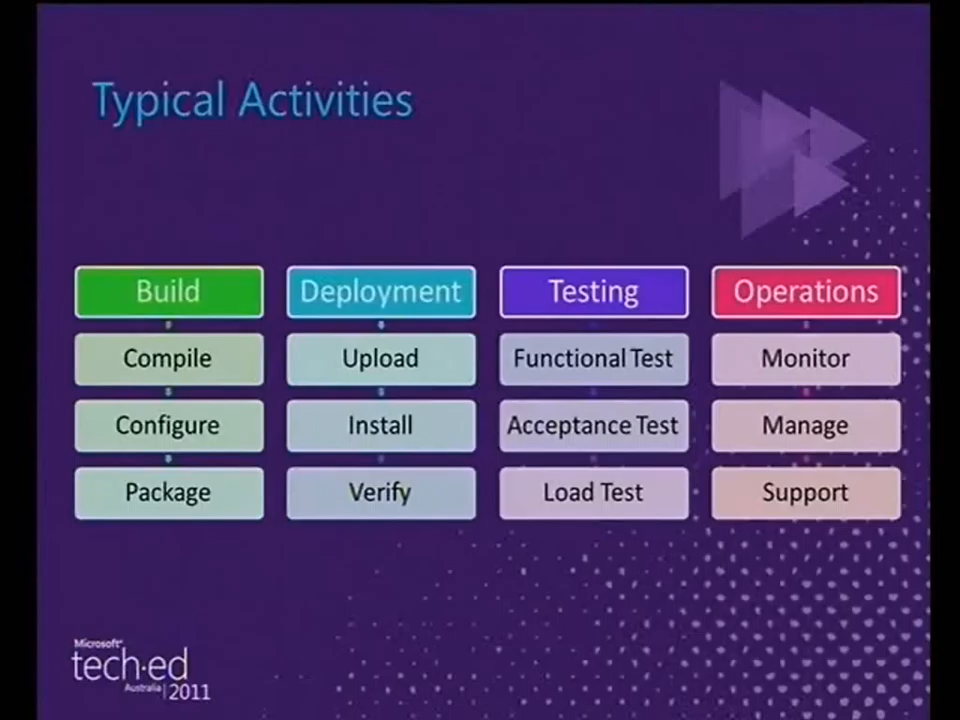 Typical Activities
Build
Compile
Configure
Package
Deployment
Upload
Install
Verify
Testing
Functional Test
Acceptance Test
Load Test
Operations
Monitor
Manage
Support
Microsoft®
tech·ed
Australia | 2011